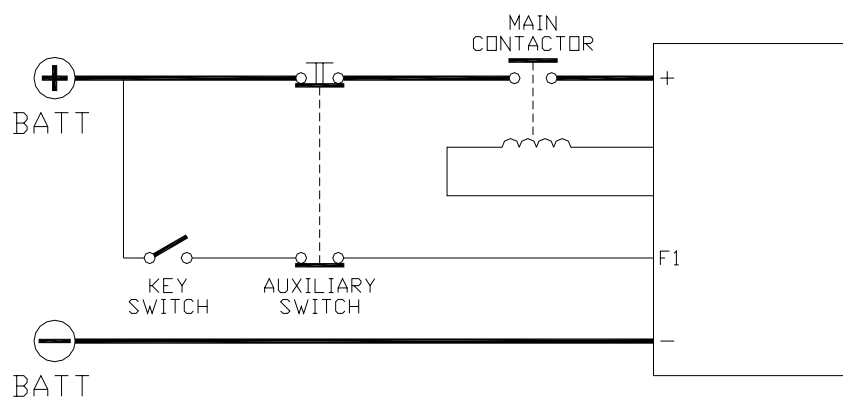 MAIN
CONTACTOR
+
+
BATT
F1
KEY
SWITCH
AUXILIARY
SWITCH
-
-
BATT